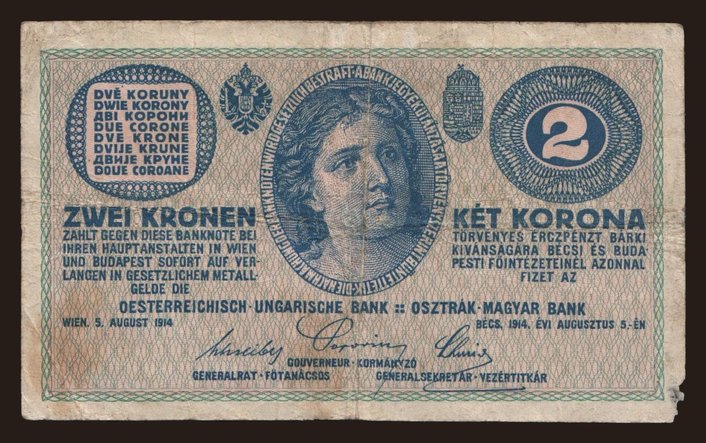 DVĚ KORUNY
DWIE KORONY
ДВІ КОРОНИ
DUE CORONE
DVE KRONE
DVIJE KRUNE
ДВИЈЕ КРУНЕ
DOUE COROANE
2
ZWEI KRONEN
ZAHLT GEGEN DIESE BANKNOTE BEI
IHREN HAUPTANSTALTEN IN WIEN
UND BUDAPEST SOFORT AUF VER-
LANGEN IN GESETZLICHEM METALL-
GELDE DIE
KÉT KORONA
TÖRVÉNYES ÉRCZPÉNZT BÁRKI
KIVÁNSÁGÁRA BÉCSI ÉS BUDA
PESTI FŐINTÉZETEINÉL AZONNAL
FIZET AZ
OESTERREICHISCH-UNGARISCHE BANK :: OSZTRÁK-MAGYAR BANK
WIEN, 5. AUGUST 1914
BÉCS, 1914. ÉVI AUGUSZTUS 5.-ÉN
GOUVERNEUR · KORMÁNYZÓ
GENERALRAT · FŐTANÁCSOS
GENERALSEKRETÄR · VEZÉRTITKÁR